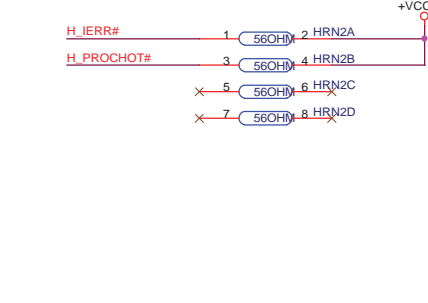 +VCC
H_IERR# 1 56OHM 2 HRN2A
H_PROCHOT# 3 56OHM 4 HRN2B
5 56OHM 6 HRN2C
7 56OHM 8 HRN2D